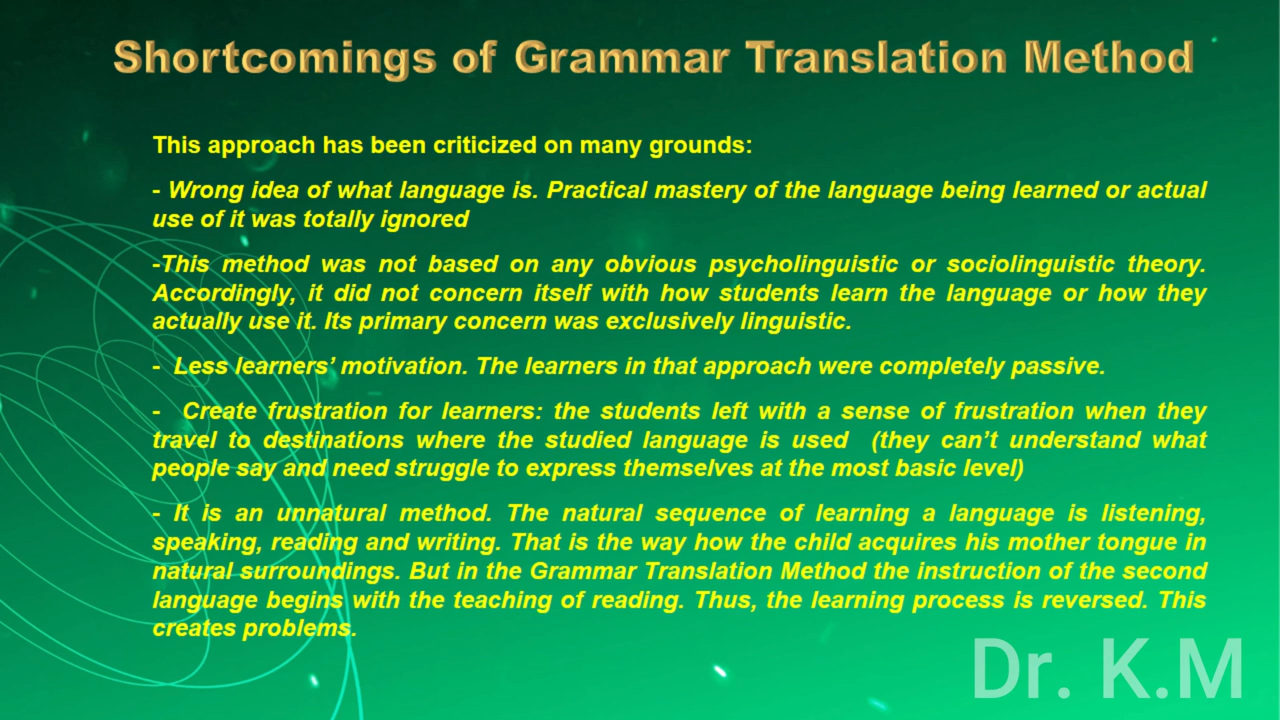 Shortcomings of Grammar Translation Method
This approach has been criticized on many grounds:
- Wrong idea of what language is. Practical mastery of the language being learned or actual
use of it was totally ignored
-This method was not based on any obvious psycholinguistic or sociolinguistic theory.
Accordingly, it did not concern itself with how students learn the language or how they
actually use it. Its primary concern was exclusively linguistic.
- Less learners’ motivation. The learners in that approach were completely passive.
- Create frustration for learners: the students left with a sense of frustration when they
travel to destinations where the studied language is used (they can’t understand what
people say and need struggle to express themselves at the most basic level)
- It is an unnatural method. The natural sequence of learning a language is listening,
speaking, reading and writing. That is the way how the child acquires his mother tongue in
natural surroundings. But in the Grammar Translation Method the instruction of the second
language begins with the teaching of reading. Thus, the learning process is reversed. This
creates problems.
Dr. K.M